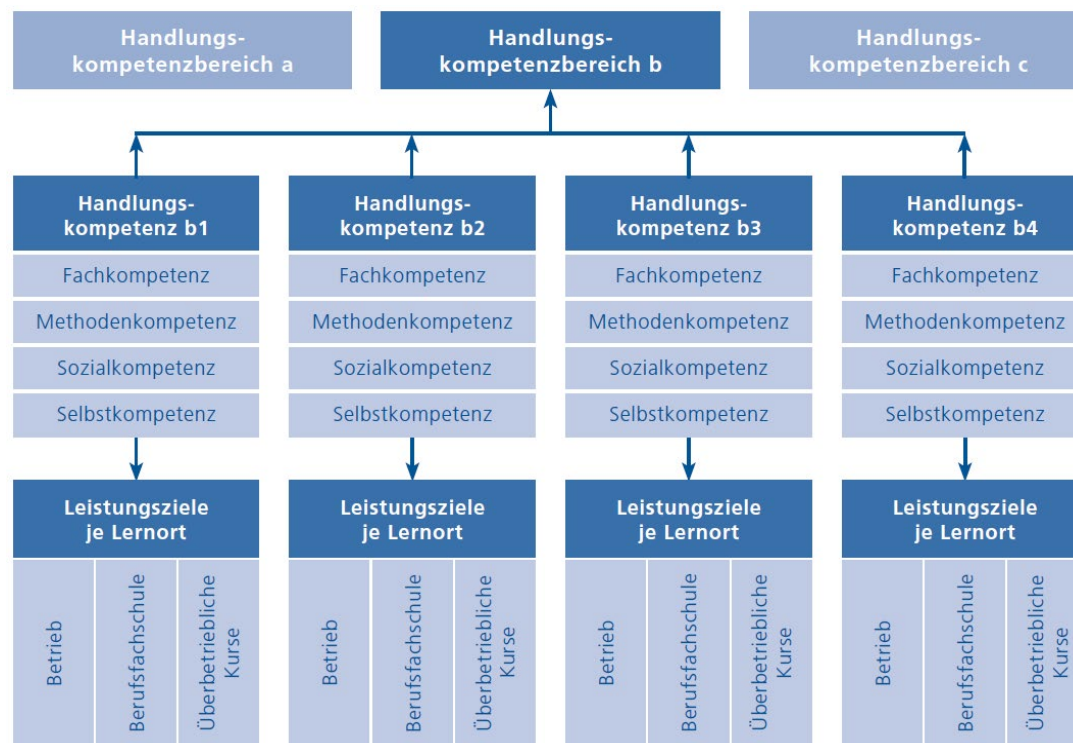 Handlungs-
kompetenzbereich a
Handlungs-
kompetenzbereich b
Handlungs-
kompetenzbereich c
Handlungs-
kompetenz b1
Fachkompetenz
Methodenkompetenz
Sozialkompetenz
Selbstkompetenz
Handlungs-
kompetenz b2
Fachkompetenz
Methodenkompetenz
Sozialkompetenz
Selbstkompetenz
Handlungs-
kompetenz b3
Fachkompetenz
Methodenkompetenz
Sozialkompetenz
Selbstkompetenz
Handlungs-
kompetenz b4
Fachkompetenz
Methodenkompetenz
Sozialkompetenz
Selbstkompetenz
Leistungsziele
je Lernort
Betrieb
Berufsfachschule
Überbetriebliche
Kurse
Leistungsziele
je Lernort
Betrieb
Berufsfachschule
Überbetriebliche
Kurse
Leistungsziele
je Lernort
Betrieb
Berufsfachschule
Überbetriebliche
Kurse
Leistungsziele
je Lernort
Betrieb
Berufsfachschule
Überbetriebliche
Kurse